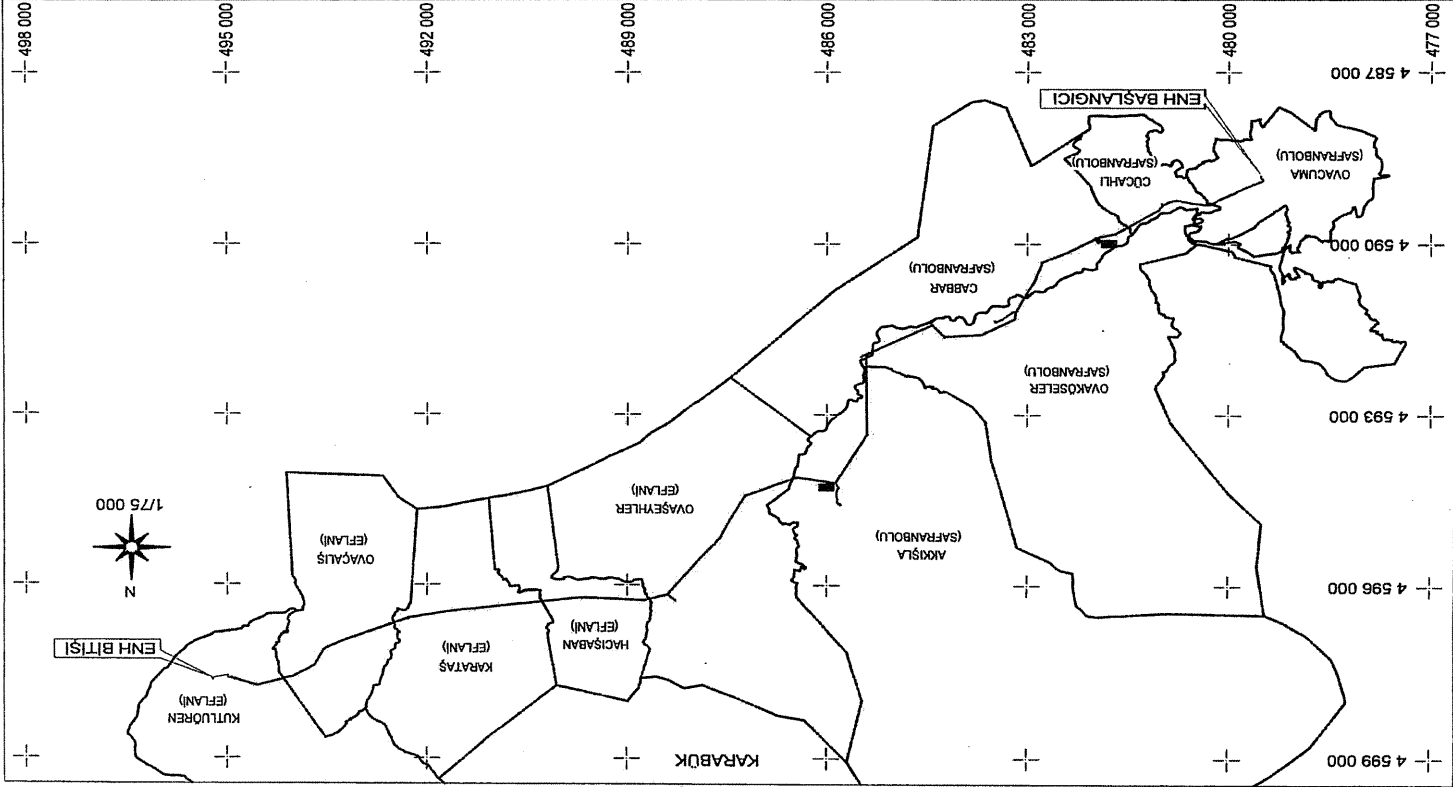 4 599 000
KARABÜK
KUTLUÖREN
(EFLANİ)
ENH BİTİŞİ
KARATAŞ
(EFLANİ)
HACIŞABAN
(EFLANİ)
N
1/75 000
4 596 000
AKKIŞLA
(SAFRANBOLU)
OVAÇALIŞ
(EFLANİ)
OVAŞEYHLER
(EFLANİ)
4 593 000
OVAKÖSELER
(SAFRANBOLU)
CABBAR
(SAFRANBOLU)
4 590 000
OVACUMA
(SAFRANBOLU)
CÜCAHLI
(SAFRANBOLU)
ENH BAŞLANGICI
4 587 000
477 000
480 000
483 000
486 000
489 000
492 000
495 000
498 000